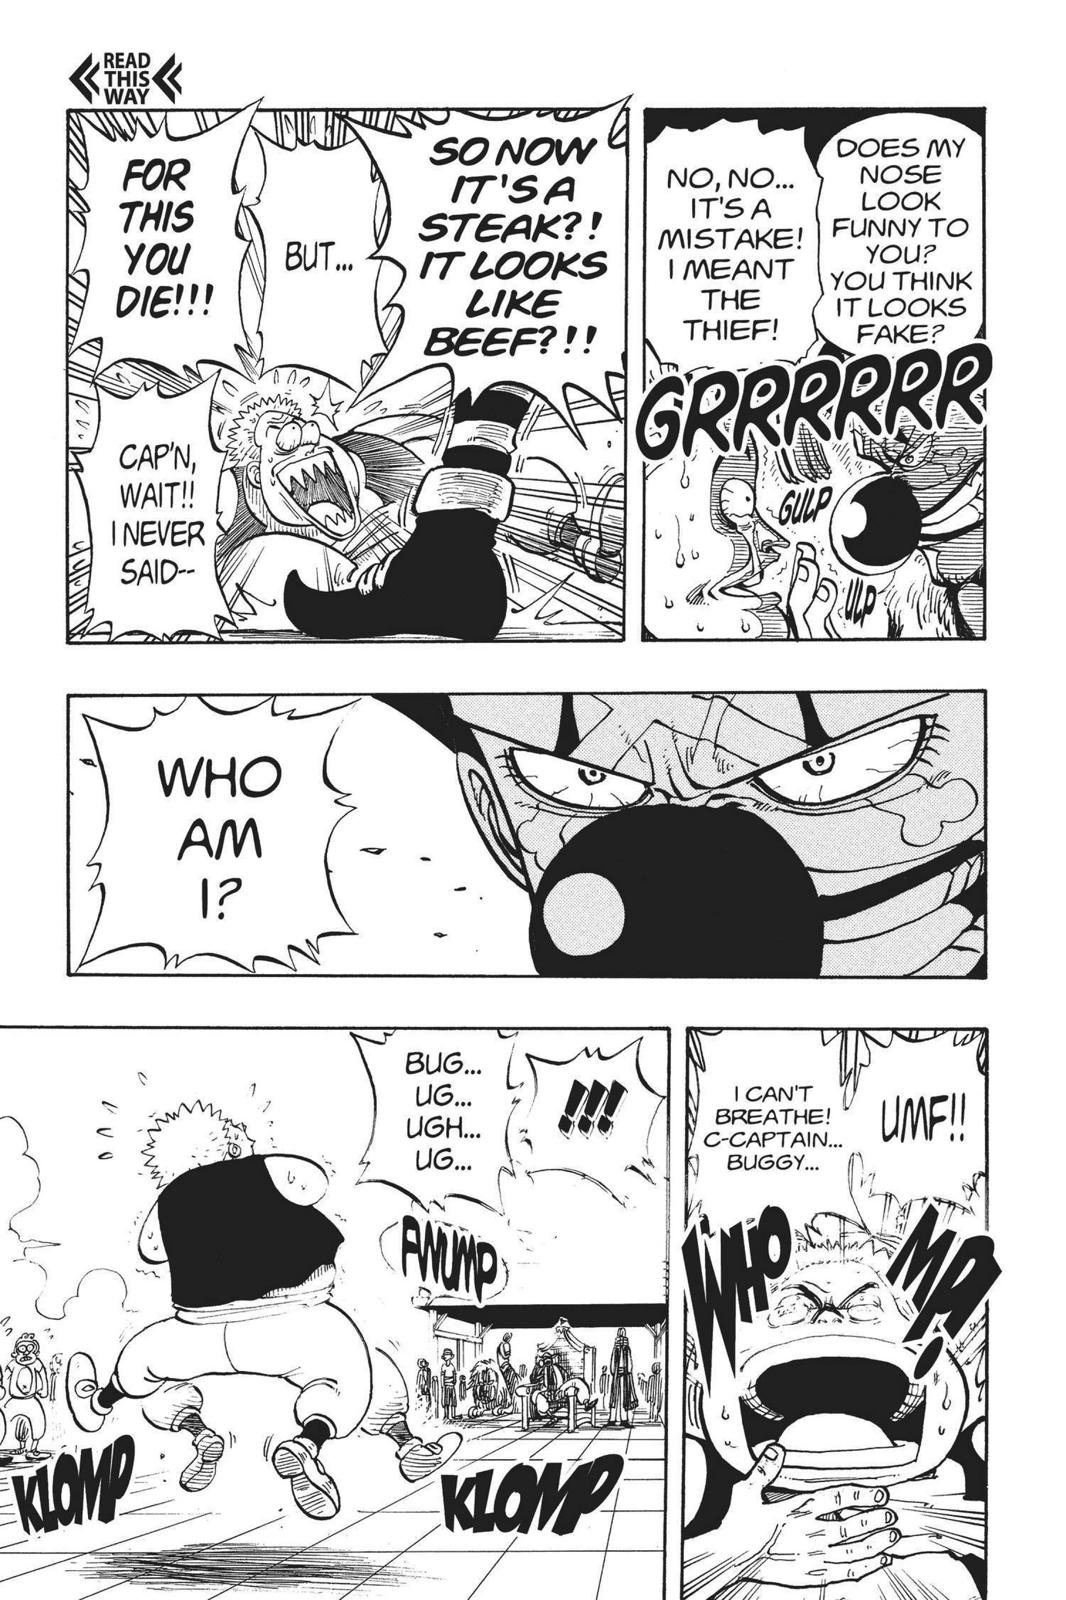 READ
THIS
WAY
DOES MY
NOSE
LOOK
FUNNY TO
YOU?
YOU THINK
IT LOOKS
FAKE?
NO, NO...
IT'S A
MISTAKE!
I MEANT
THE
THIEF!
GRRRRRR
GULP
ULP
SO NOW
IT'S A
STEAK?!
IT LOOKS
LIKE
BEEF?!!
BUT...
FOR
THIS
YOU
DIE!!!
CAP'N,
WAIT!!
I NEVER
SAID--
WHO
AM
I?
UMF!!
I CAN'T
BREATHE!
C-CAPTAIN...
BUGGY...
WHOMP!
!!!
BUG...
UG...
UGH...
UG...
KLOMP
KLOMP